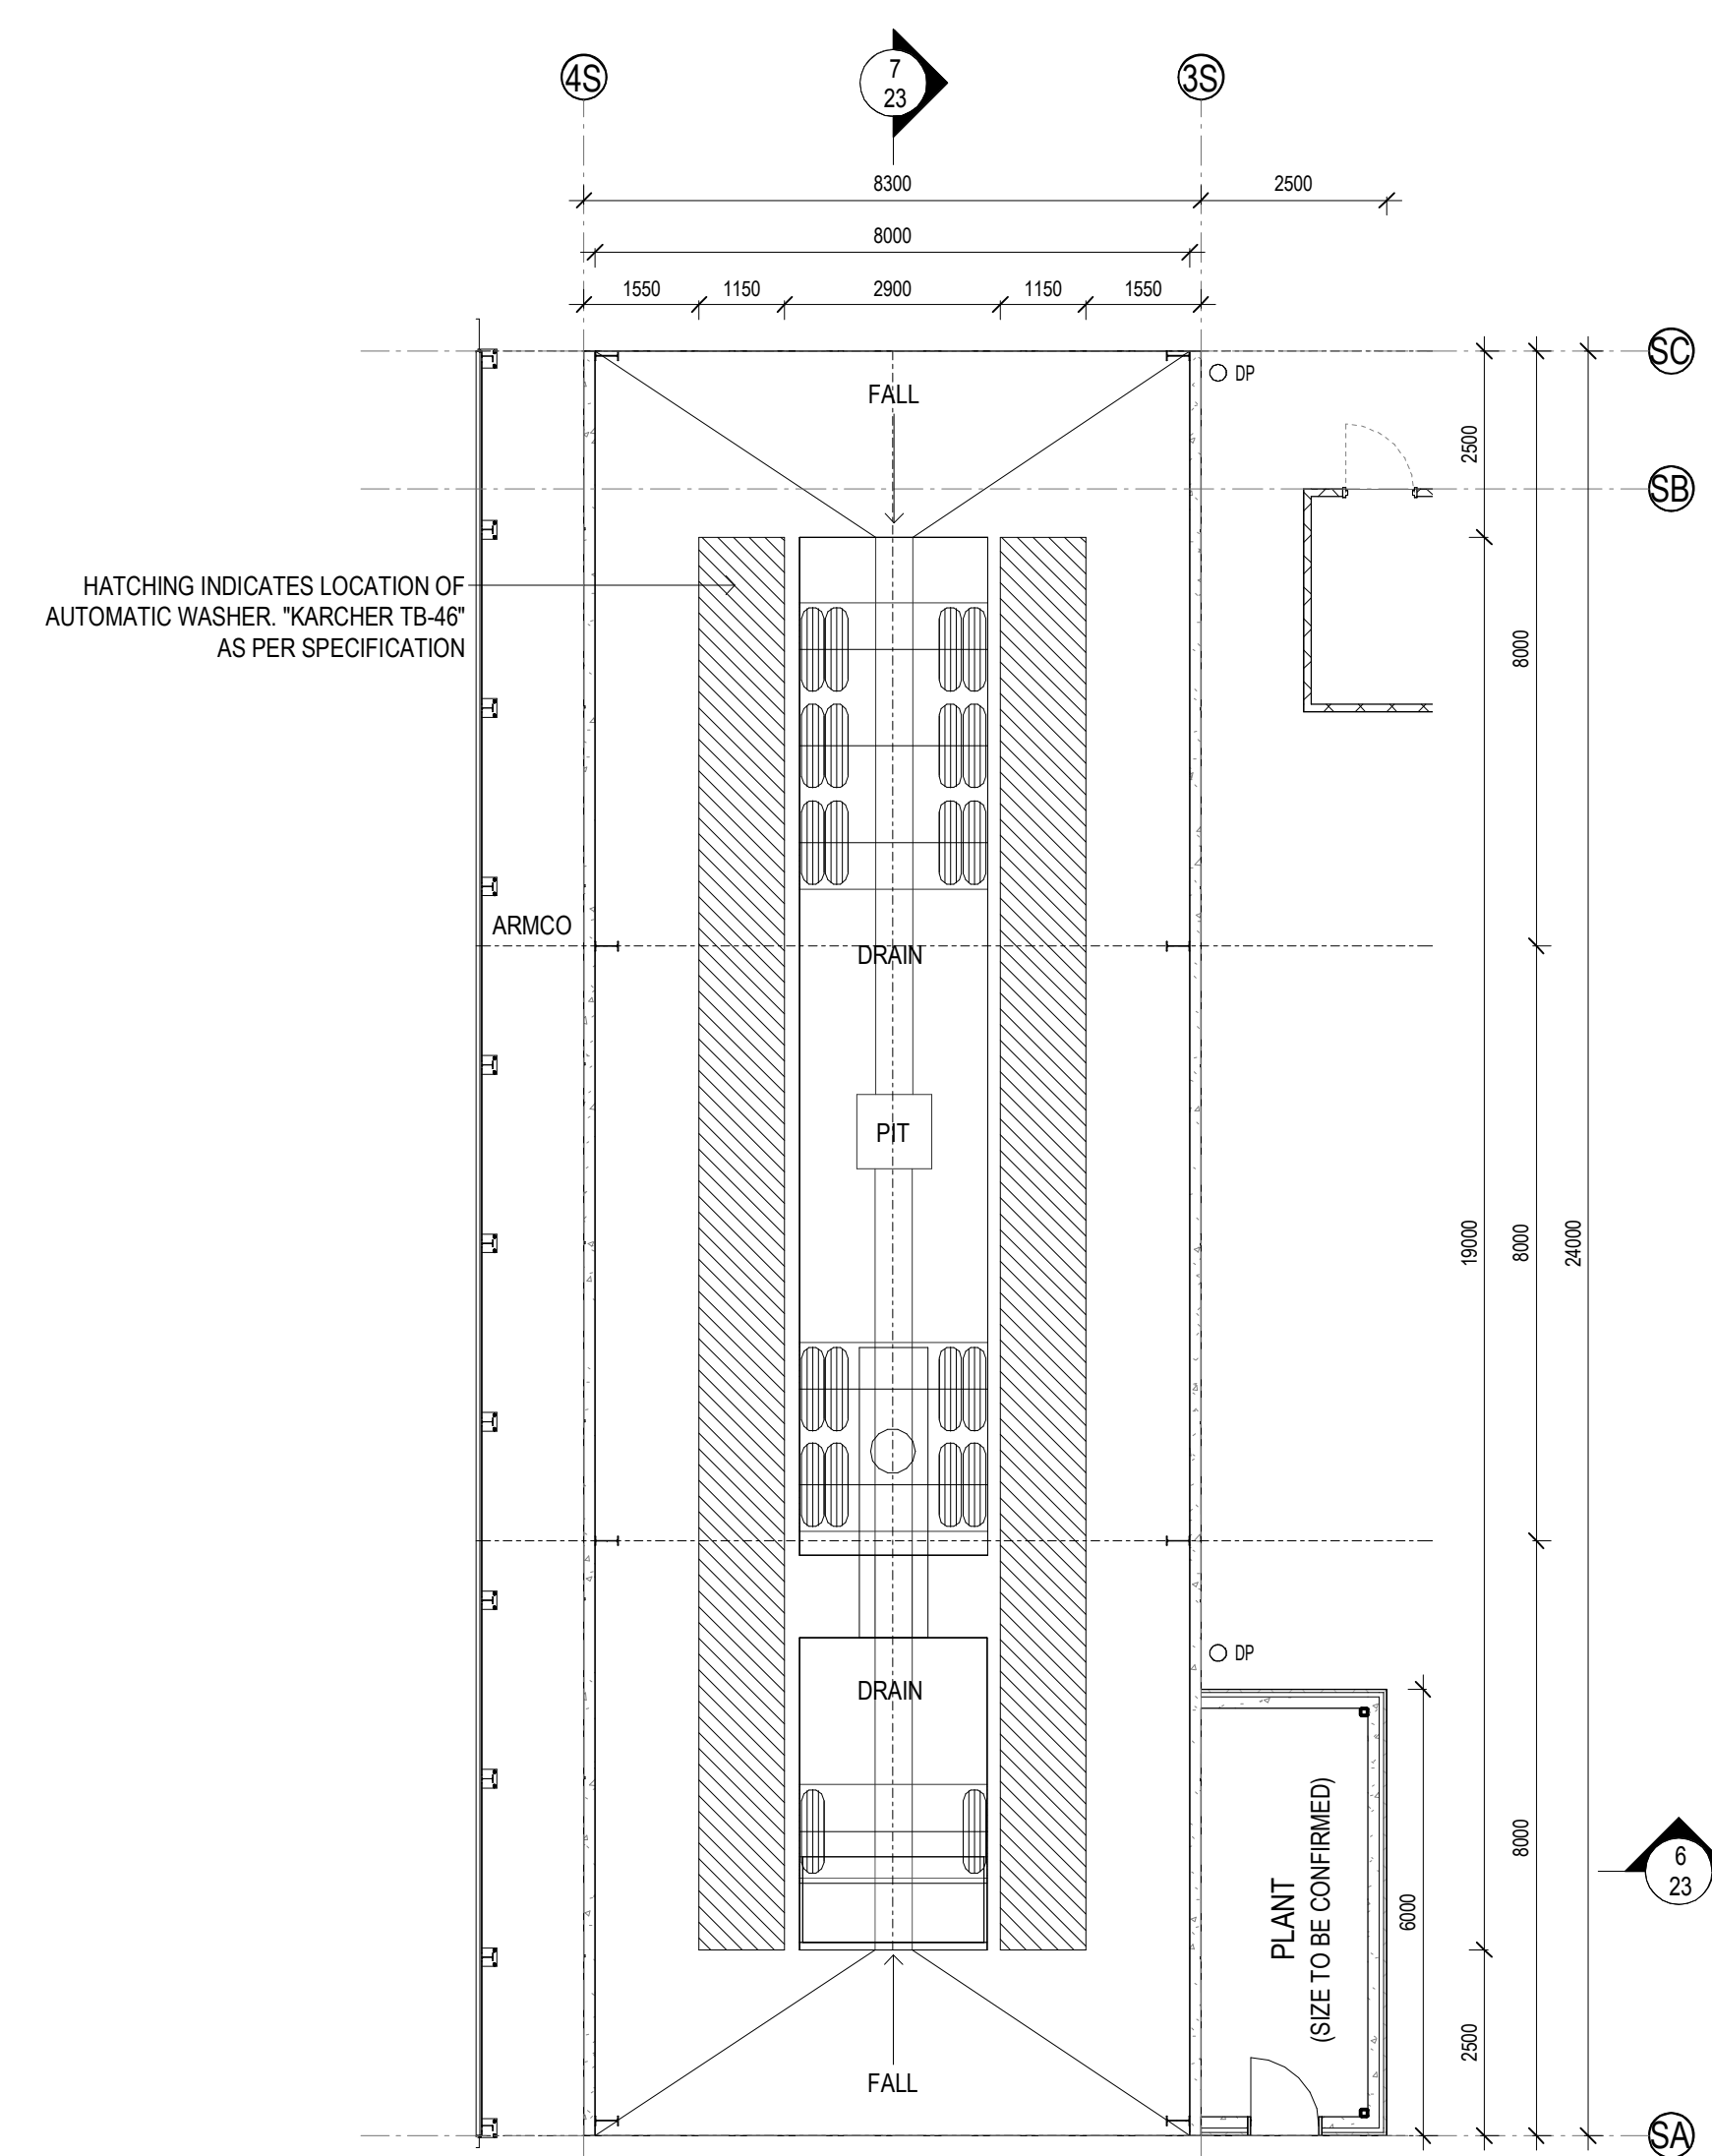 4S
7
23
3S
8300
2500
8000
1550
1150
2900
1150
1550
SC
FALL
DP
2500
SB
HATCHING INDICATES LOCATION OF
AUTOMATIC WASHER. "KARCHER TB-46"
AS PER SPECIFICATION
8000
ARMCO
DRAIN
PIT
19000
8000
24000
DP
DRAIN
PLANT
(SIZE TO BE CONFIRMED)
6000
8000
6
23
2500
FALL
SA